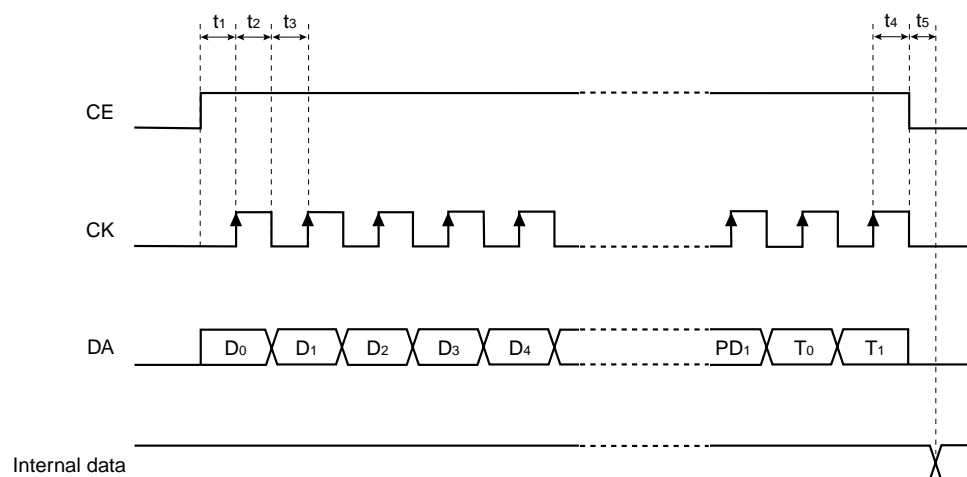 t1 t2 t3 t4 t5
CE
CK
DA D0 D1 D2 D3 D4 PD1 T0 T1
Internal data